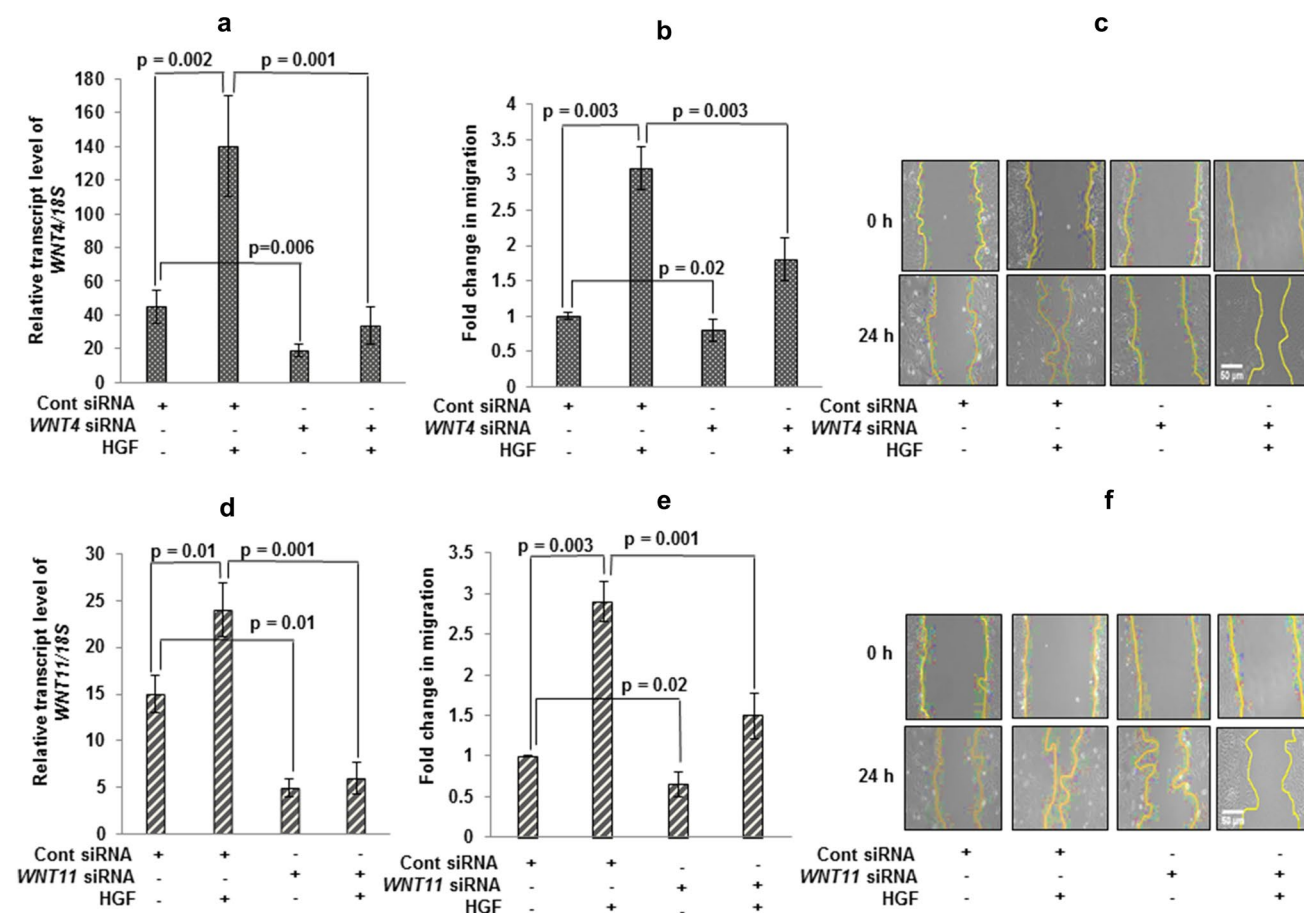 a
p = 0.002 p = 0.001
180
160
140
120
100
80
60
40
20
0
Relative transcript level of
WNT4/18S
p=0.006
Cont siRNA + + - -
WNT4 siRNA - - + +
HGF - + - +
b
p = 0.003 p = 0.003
4
3.5
3
2.5
2
1.5
1
0.5
0
Fold change in migration
p = 0.02
Cont siRNA + + - -
WNT4 siRNA - - + +
HGF - + - +
c
0 h
24 h
50 µm
Cont siRNA + + - -
WNT4 siRNA - - + +
HGF - + - +
d
p = 0.01 p = 0.001
30
25
20
15
10
5
0
Relative transcript level of
WNT11/18S
p = 0.01
Cont siRNA + + - -
WNT11 siRNA - - + +
HGF - + - +
e
p = 0.003 p = 0.001
3.5
3
2.5
2
1.5
1
0.5
0
Fold change in migration
p = 0.02
Cont siRNA + + - -
WNT11 siRNA - - + +
HGF - + - +
f
0 h
24 h
50 µm
Cont siRNA + + - -
WNT11 siRNA - - + +
HGF - + - +